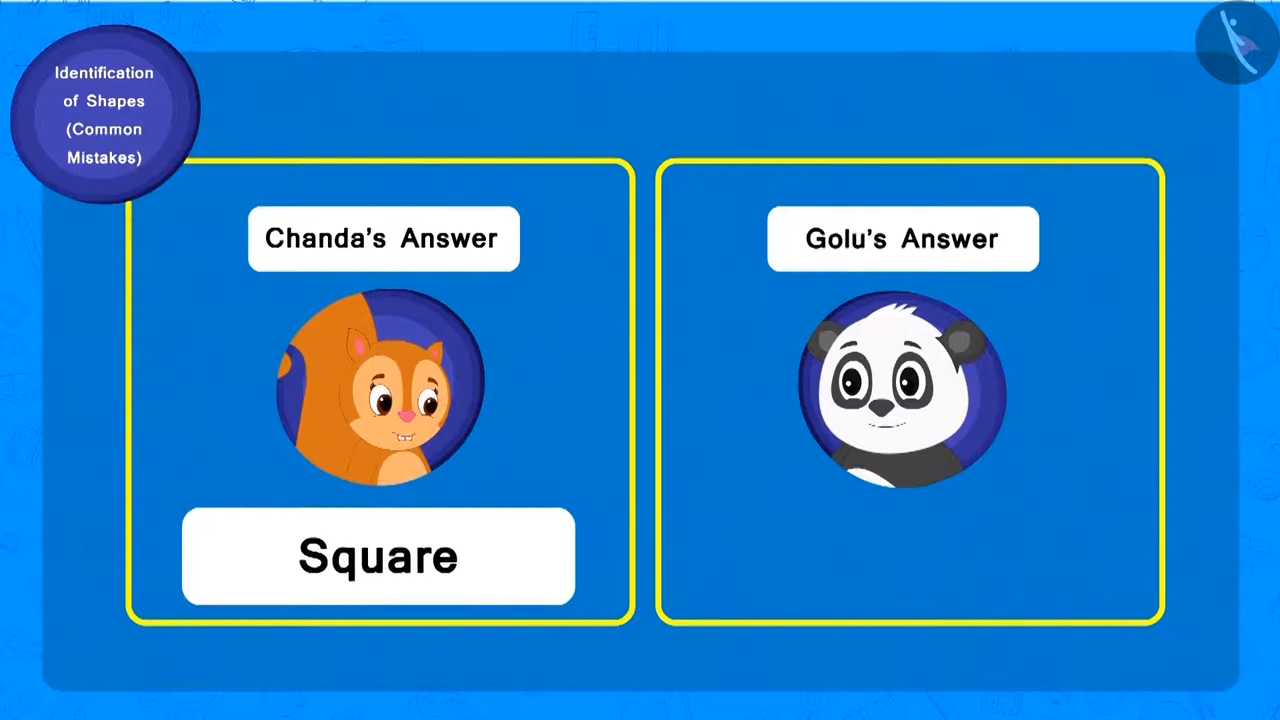 Identification
of Shapes
(Common
Mistakes)
Chanda's Answer
Golu's Answer
Square